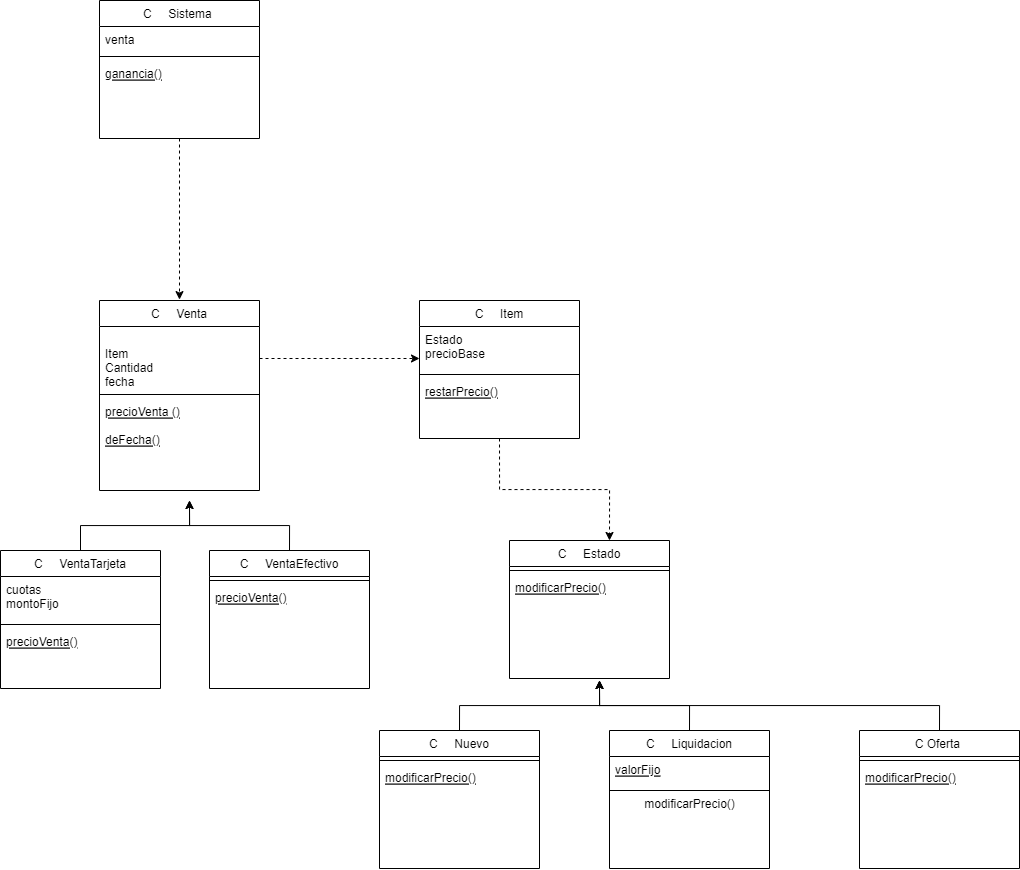 C Sistema
venta
ganancia()
C Venta
Item
Cantidad
fecha
precioVenta ()
deFecha()
C Item
Estado
precioBase
restarPrecio()
C VentaTarjeta
cuotas
montoFijo
precioVenta()
C VentaEfectivo
precioVenta()
C Estado
modificarPrecio()
C Nuevo
modificarPrecio()
C Liquidacion
valorFijo
modificarPrecio()
C Oferta
modificarPrecio()